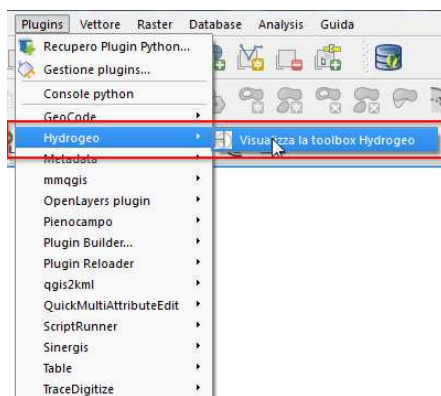 Plugins Vettore Raster Database Analysis Guida
Recupero Plugin Python...
Gestione plugins...
Console python
GeoCode
Hydrogeo
Visualizza la toolbox Hydrogeo
Metadata
mmqgis
OpenLayers plugin
Pienocampo
Plugin Builder...
Plugin Reloader
qgis2kml
QuickMultiAttributeEdit
ScriptRunner
Sinergis
Table
TraceDigitize